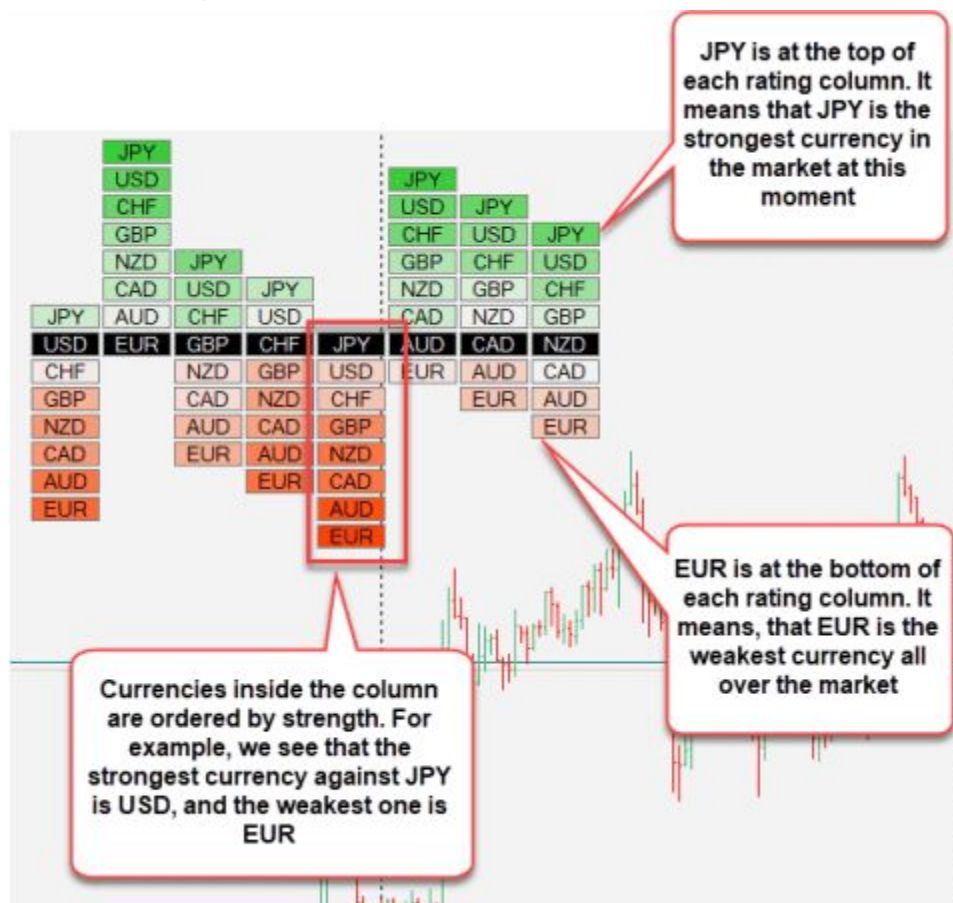 JPY is at the top of
each rating column. It
means that JPY is the
strongest currency in
the market at this
moment
JPY
USD
CHF
EUR
GBP
NZD
CAD
AUD
JPY
USD
CHF
GBP
NZD
CAD
AUD
EUR
JPY
USD
CHF
GBP
NZD
CAD
AUD
EUR
JPY
USD
CHF
GBP
NZD
CAD
AUD
EUR
JPY
USD
CHF
GBP
NZD
CAD
AUD
EUR
JPY
USD
CHF
GBP
NZD
CAD
AUD
EUR
JPY
USD
CHF
GBP
NZD
CAD
AUD
EUR
JPY
USD
CHF
GBP
NZD
CAD
AUD
EUR
EUR is at the bottom of
each rating column. It
means, that EUR is the
weakest currency all
over the market
Currencies inside the column
are ordered by strength. For
example, we see that the
strongest currency against JPY
is USD, and the weakest one is
EUR